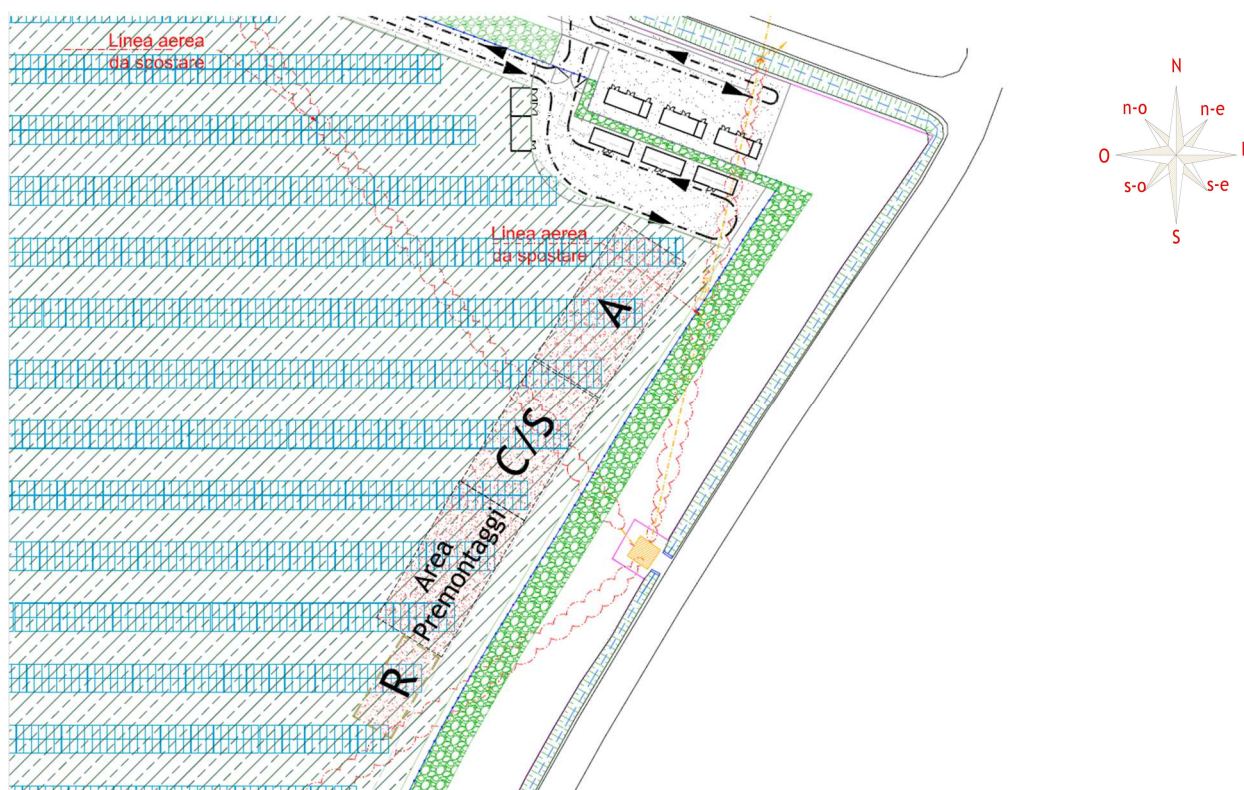 Linea aerea
da spostare
Linea aerea
da spostare
A
C/S
Area
Premontaggi
R
N
n-o
n-e
O
s-o
s-e
S